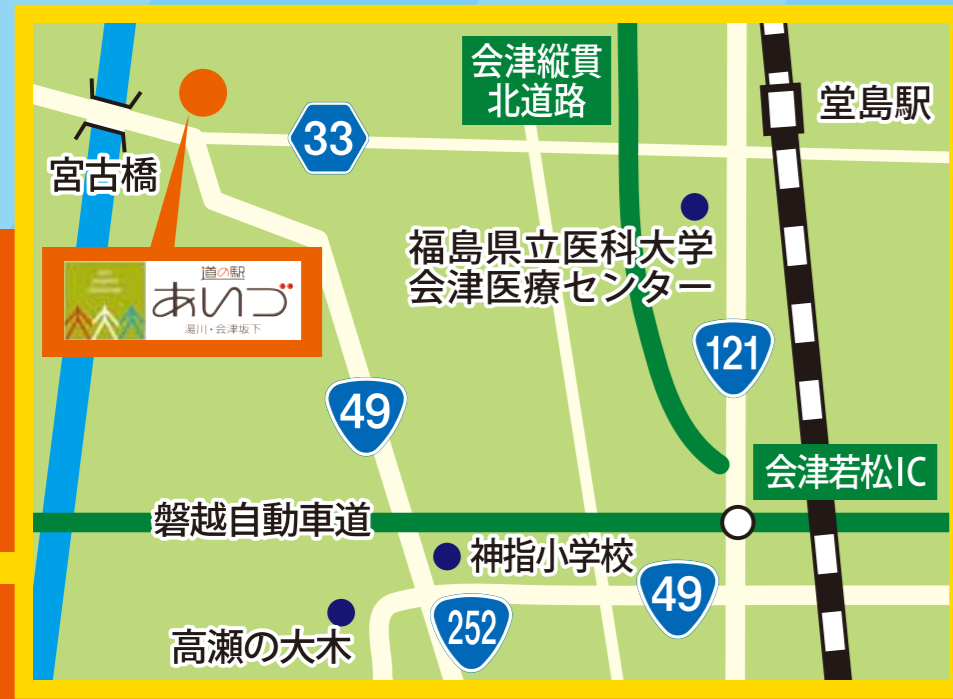 会津縦貫
北道路
堂島駅
33
宮古橋
福島県立医科大学
会津医療センター
道の駅
あいづ
湯川・会津坂下
121
49
会津若松IC
磐越自動車道
神指小学校
49
252
高瀬の大木